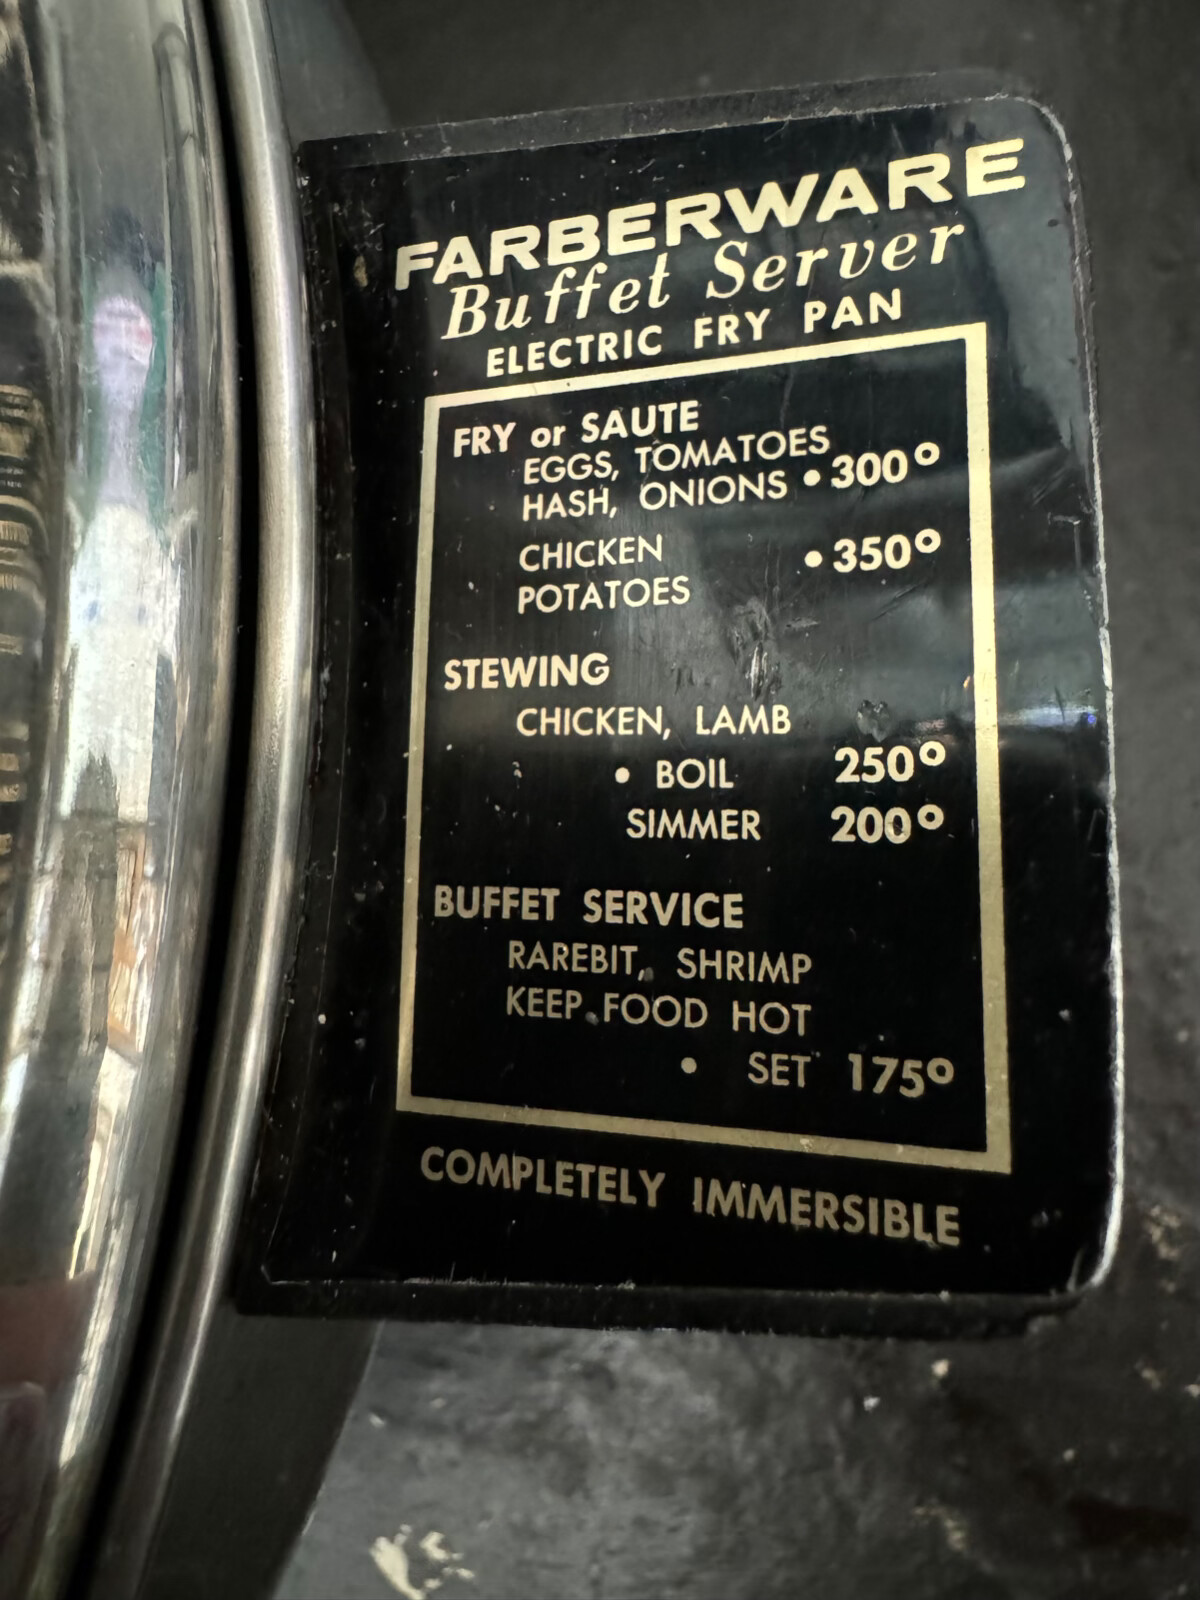 FARBERWARE
Buffet Server
ELECTRIC FRY PAN
FRY or SAUTE
EGGS, TOMATOES
HASH, ONIONS • 300°
CHICKEN • 350°
POTATOES
STEWING
CHICKEN, LAMB
• BOIL 250°
SIMMER 200°
BUFFET SERVICE
RAREBIT, SHRIMP
KEEP FOOD HOT
• SET 175°
COMPLETELY IMMERSIBLE